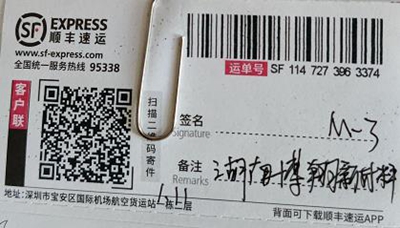 SF EXPRESS
顺丰速运
www.sf-express.com
全国统一服务热线 95338
运单号 SF 114 727 396 3374
客户联
扫描二维码寄件
签名
Signature
M-3
备注
Remarks
湖南博翔新材料
地址:深圳市宝安区国际机场航空货运站 栋一层
背面可下载顺丰速运APP